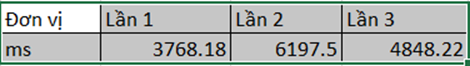 Đơn vị Lần 1 Lần 2 Lần 3
ms 3768.18 6197.5 4848.22